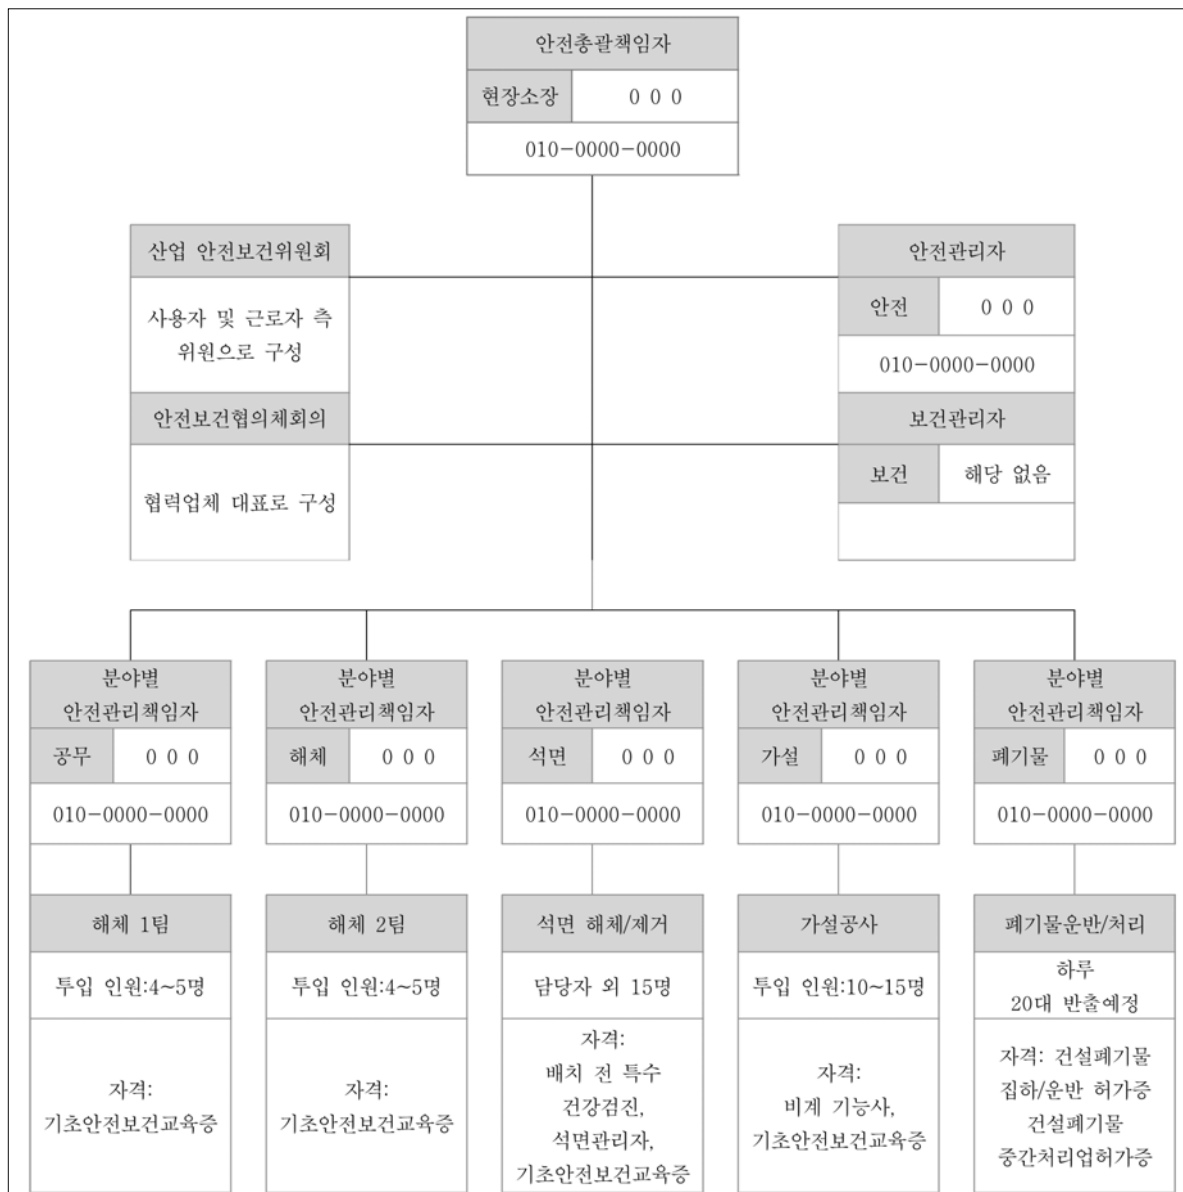 안전총괄책임자
현장소장 0 0 0
010-0000-0000
산업 안전보건위원회
사용자 및 근로자 측
위원으로 구성
안전보건협의체회의
협력업체 대표로 구성
안전관리자
안전 0 0 0
010-0000-0000
보건관리자
보건 해당 없음
분야별
안전관리책임자
공무 0 0 0
010-0000-0000
분야별
안전관리책임자
해체 0 0 0
010-0000-0000
분야별
안전관리책임자
석면 0 0 0
010-0000-0000
분야별
안전관리책임자
가설 0 0 0
010-0000-0000
분야별
안전관리책임자
폐기물 0 0 0
010-0000-0000
해체 1팀
투입 인원:4~5명
자격:
기초안전보건교육증
해체 2팀
투입 인원:4~5명
자격:
기초안전보건교육증
석면 해체/제거
담당자 외 15명
자격:
배치 전 특수
건강검진,
석면관리자,
기초안전보건교육증
가설공사
투입 인원:10~15명
자격:
비계 기능사,
기초안전보건교육증
폐기물운반/처리
하루
20대 반출예정
자격: 건설폐기물
집하/운반 허가증
건설폐기물
중간처리업허가증